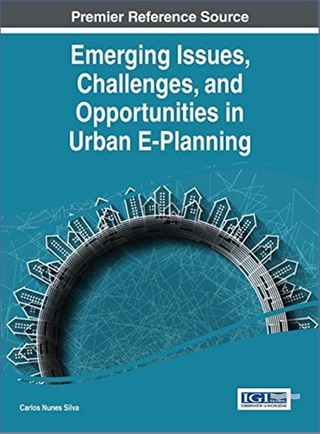 Premier Reference Source
Emerging Issues,
Challenges, and
Opportunities in
Urban E-Planning
Carlos Nunes Silva
IGI